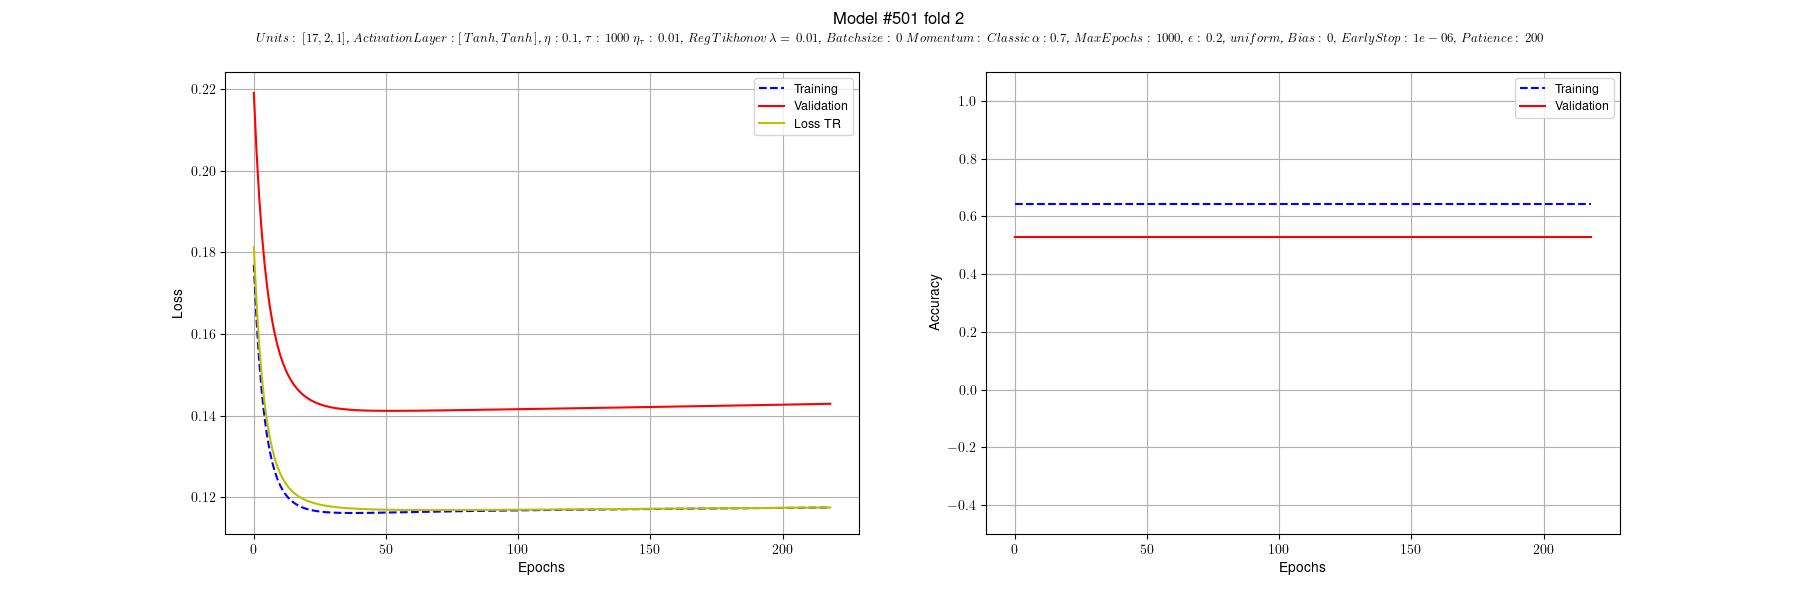 Model #501 fold 2
Units : [17, 2, 1], ActivationLayer : [Tanh, Tanh], η : 0.1, τ : 1000 ητ : 0.01, RegTikhonov λ = 0.01, Batchsize : 0 Momentum : Classic α : 0.7, MaxEpochs : 1000, ϵ : 0.2, uniform, Bias : 0, EarlyStop : 1e − 06, Patience : 200
0.22
0.20
0.18
0.16
0.14
0.12
Loss
Training
Validation
Loss TR
0 50 100 150 200
Epochs
1.0
0.8
0.6
0.4
0.2
0.0
−0.2
−0.4
Accuracy
Training
Validation
0 50 100 150 200
Epochs